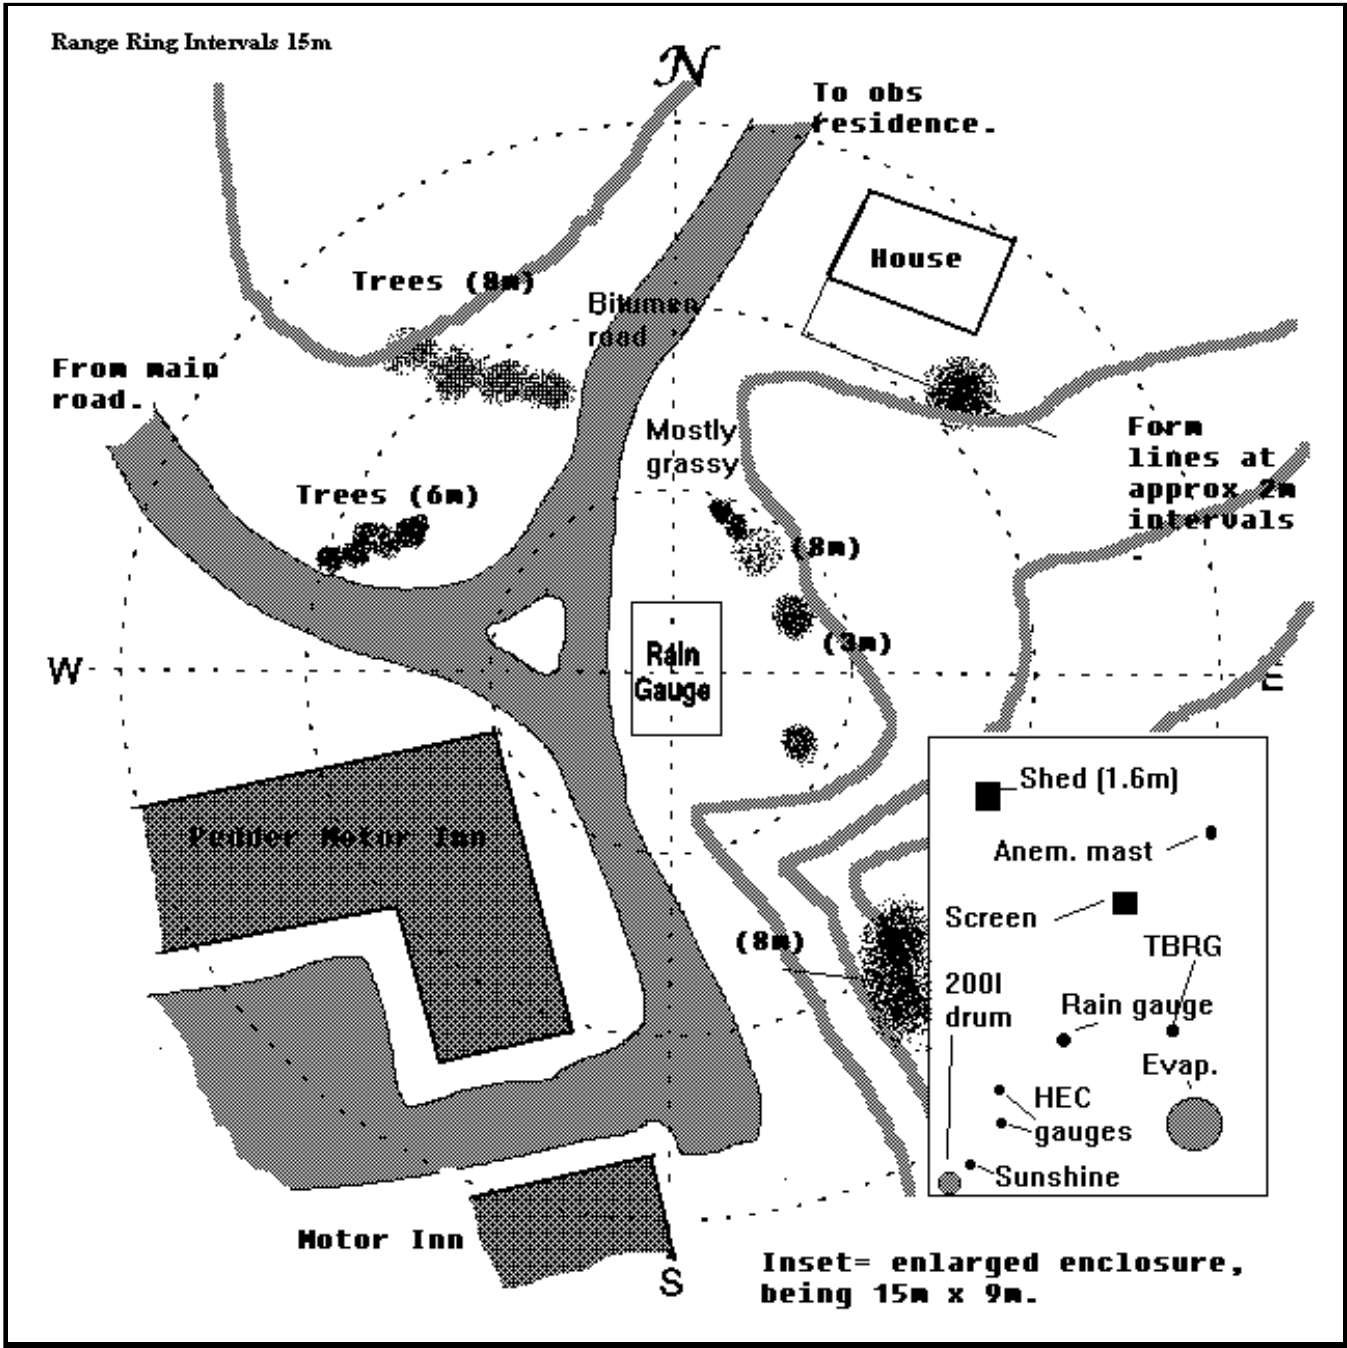 Range Ring Intervals 15m
N
To obs
residence.
House
Trees (8m)
Bitumen
road
From main
road.
Mostly
grassy
Form
lines at
approx 2m
intervals
Trees (6m)
(8m)
(3m)
Rain
Gauge
W
E
Pedder Motor Inn
(8m)
Shed (1.6m)
Anem. mast
Screen
TBRG
200l
drum
Rain gauge
Evap.
HEC
gauges
Sunshine
Motor Inn
S
Inset= enlarged enclosure,
being 15m x 9m.